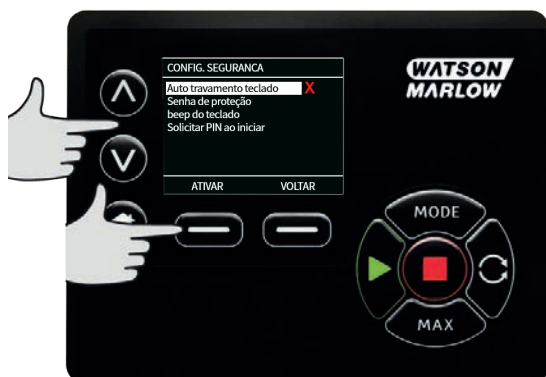 CONFIG. SEGURANCA
Auto travamento teclado X
Senha de proteção
beep do teclado
Solicitar PIN ao iniciar
ATIVAR VOLTAR
WATSON
MARLOW
MODE
MAX